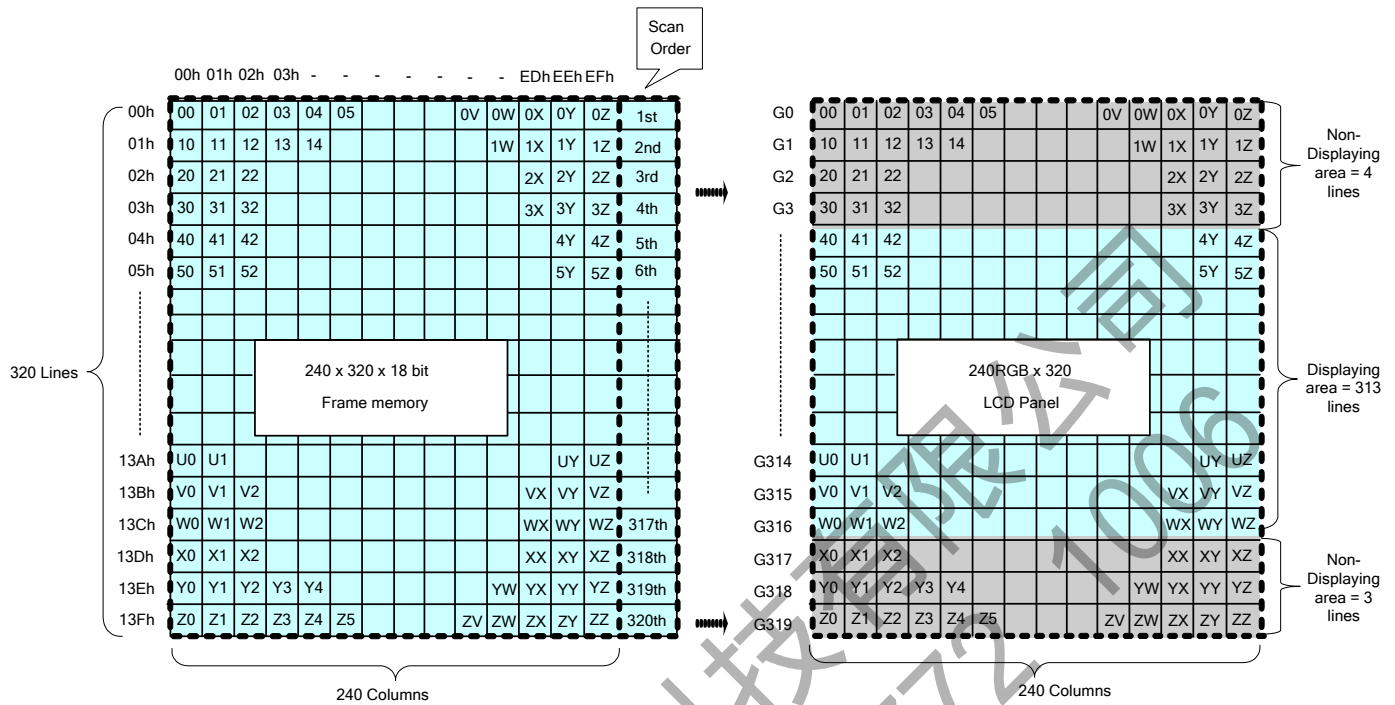 Scan
Order
00h 01h 02h 03h - - - - - - EDh EEh EFh
00h 00 01 02 03 04 05 0V 0W 0X 0Y 0Z 1st G0 00 01 02 03 04 05 0V 0W 0X 0Y 0Z
01h 10 11 12 13 14 1W 1X 1Y 1Z 2nd G1 10 11 12 13 14 1W 1X 1Y 1Z
02h 20 21 22 2X 2Y 2Z 3rd G2 20 21 22 2X 2Y 2Z
03h 30 31 32 3X 3Y 3Z 4th G3 30 31 32 3X 3Y 3Z
Non-
Displaying
area = 4
lines
04h 40 41 42 4Y 4Z 5th 40 41 42 4Y 4Z
05h 50 51 52 5Y 5Z 6th 50 51 52 5Y 5Z
320 Lines
240 x 320 x 18 bit
Frame memory
240RGB x 320
LCD Panel
Displaying
area = 313
lines
13Ah U0 U1 UY UZ G314 U0 U1 UY UZ
13Bh V0 V1 V2 VX VY VZ G315 V0 V1 V2 VX VY VZ
13Ch W0 W1 W2 WX WY WZ 317th G316 W0 W1 W2 WX WY WZ
13Dh X0 X1 X2 XX XY XZ 318th G317 X0 X1 X2 XX XY XZ
13Eh Y0 Y1 Y2 Y3 Y4 YW YX YY YZ 319th G318 Y0 Y1 Y2 Y3 Y4 YW YX YY YZ
13Fh Z0 Z1 Z2 Z3 Z4 Z5 ZV ZW ZX ZY ZZ 320th G319 Z0 Z1 Z2 Z3 Z4 Z5 ZV ZW ZX ZY ZZ
Non-
Displaying
area = 3
lines
240 Columns
240 Columns
技有限公司
1006